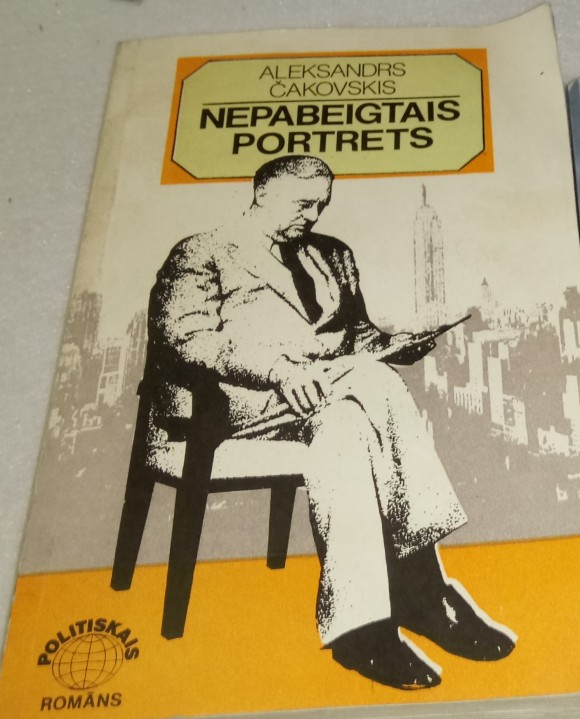 ALEKSANDRS
ČAKOVSKIS
NEPABEIGTAIS
PORTRETS
POLITISKAIS
ROMĀNS